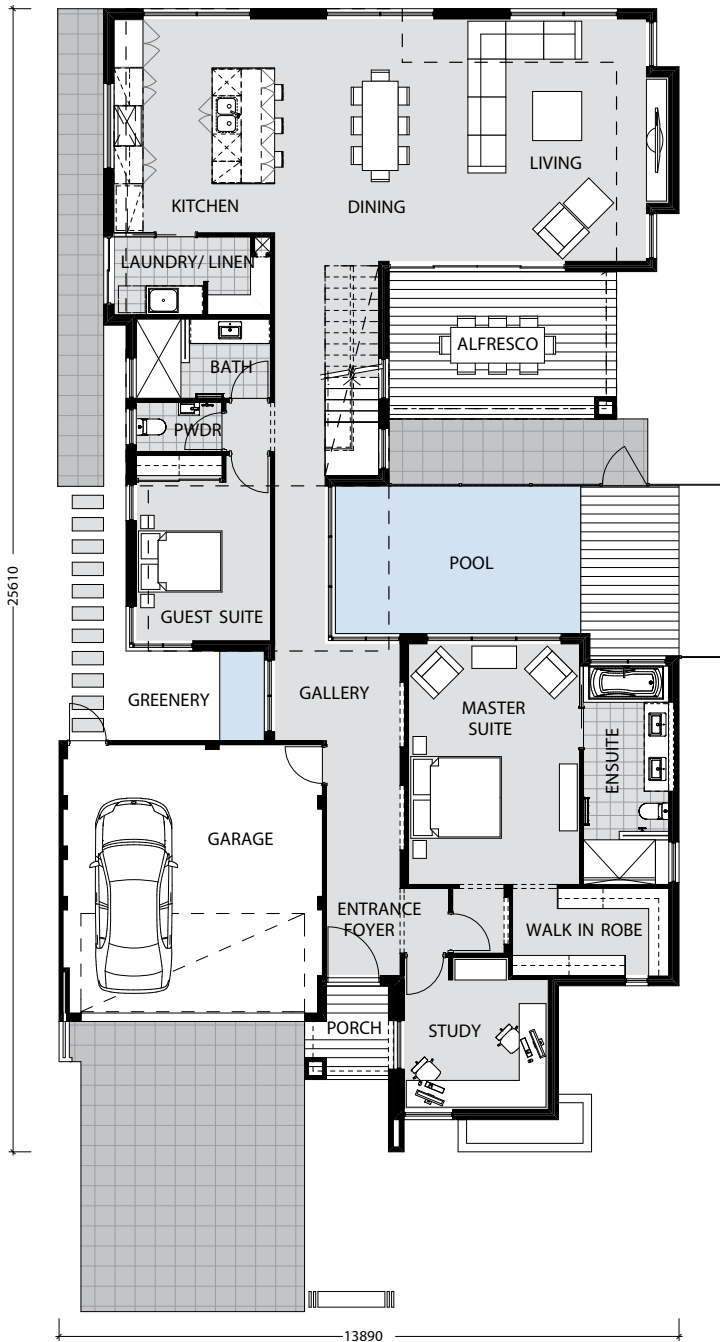 KITCHEN
DINING
LIVING
LAUNDRY/ LINEN
ALFRESCO
BATH
PWDR
POOL
GUEST SUITE
GREENERY
GALLERY
MASTER
SUITE
ENSUITE
GARAGE
ENTRANCE
FOYER
WALK IN ROBE
PORCH
STUDY
25610
13890